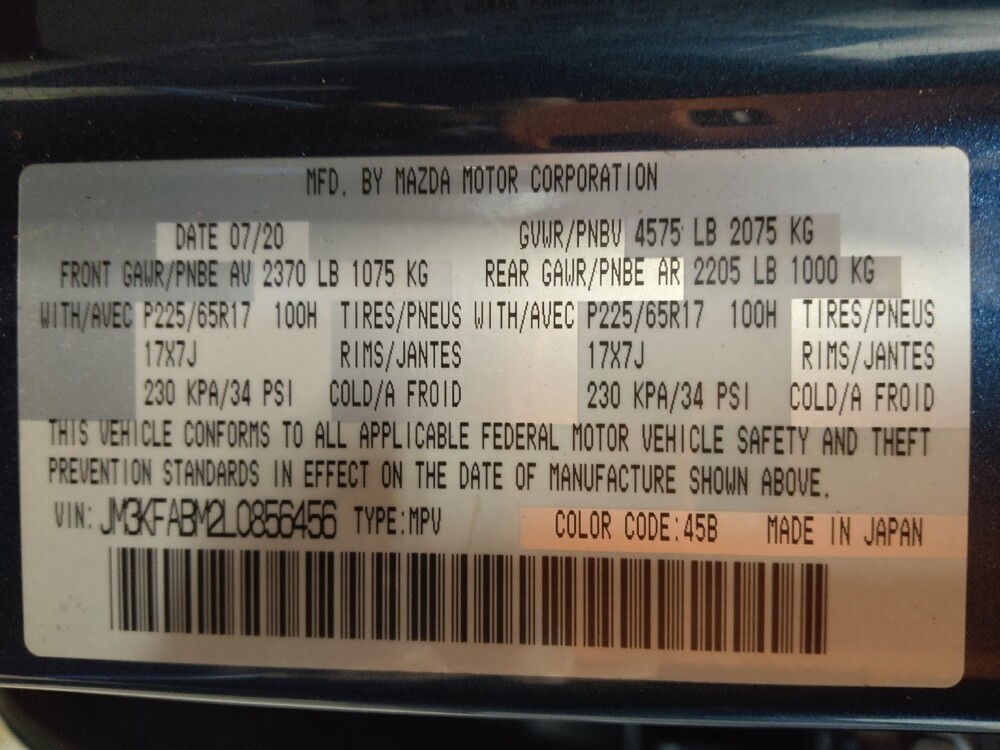 MFD. BY MAZDA MOTOR CORPORATION
DATE 07/20 GVWR/PNBV 4575 LB 2075 KG
FRONT GAWR/PNBE AV 2370 LB 1075 KG REAR GAWR/PNBE AR 2205 LB 1000 KG
WITH/AVEC P225/65R17 100H TIRES/PNEUS WITH/AVEC P225/65R17 100H TIRES/PNEUS
17X7J RIMS/JANTES 17X7J RIMS/JANTES
230 KPA/34 PSI COLD/A FROID 230 KPA/34 PSI COLD/A FROID
THIS VEHICLE CONFORMS TO ALL APPLICABLE FEDERAL MOTOR VEHICLE SAFETY AND THEFT
PREVENTION STANDARDS IN EFFECT ON THE DATE OF MANUFACTURE SHOWN ABOVE.
VIN: JM3KFABM2L0856456 TYPE:MPV COLOR CODE:45B MADE IN JAPAN